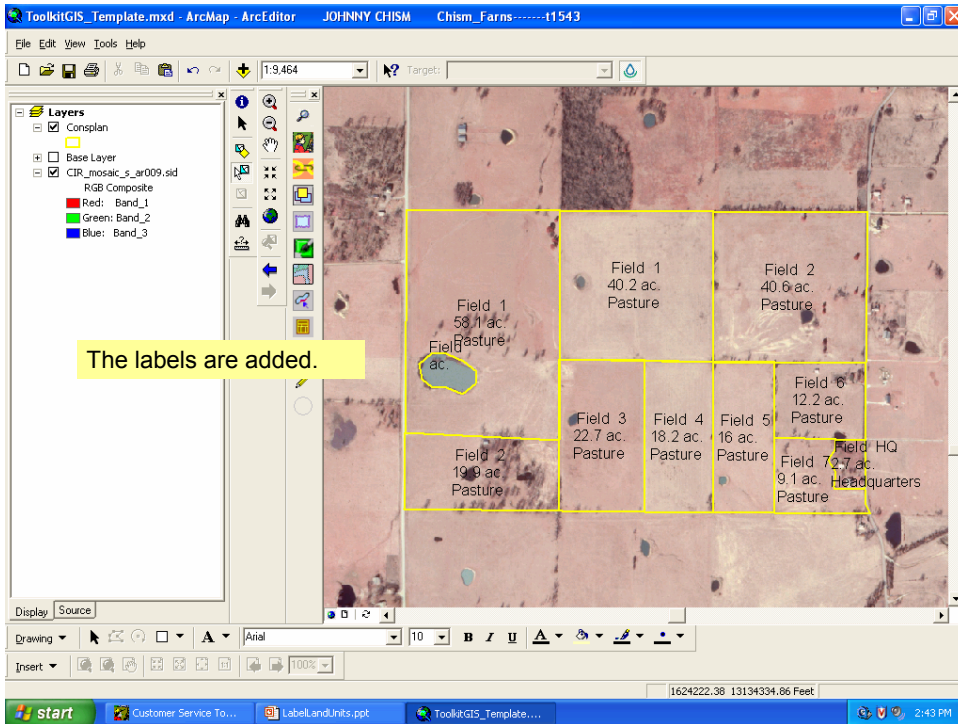 ToolkitGIS_Template.mxd - ArcMap - ArcEditor JOHNNY CHISM Chism_Farns-------t1543
File Edit View Tools Help
1:9,464
Target:
Layers
Consplan
Base Layer
CIR_mosaic_s_ar009.sid
RGB Composite
Red: Band_1
Green: Band_2
Blue: Band_3
Display Source
The labels are added.
Field 1
58.1 ac.
Pasture
Field
ac.
Field 2
19.9 ac.
Pasture
Field 1
40.2 ac.
Pasture
Field 2
40.6 ac.
Pasture
Field 3
22.7 ac.
Pasture
Field 4
18.2 ac.
Pasture
Field 5
16 ac.
Pasture
Field 6
12.2 ac.
Pasture
Field 7
9.1 ac.
Pasture
Field HQ
2.7 ac.
Headquarters
Drawing A Arial 10 B I U A
Insert 100%
1624222.38 13134334.86 Feet
start Customer Service To... LabelLandUnits.ppt ToolkitGIS_Template.... 2:43 PM